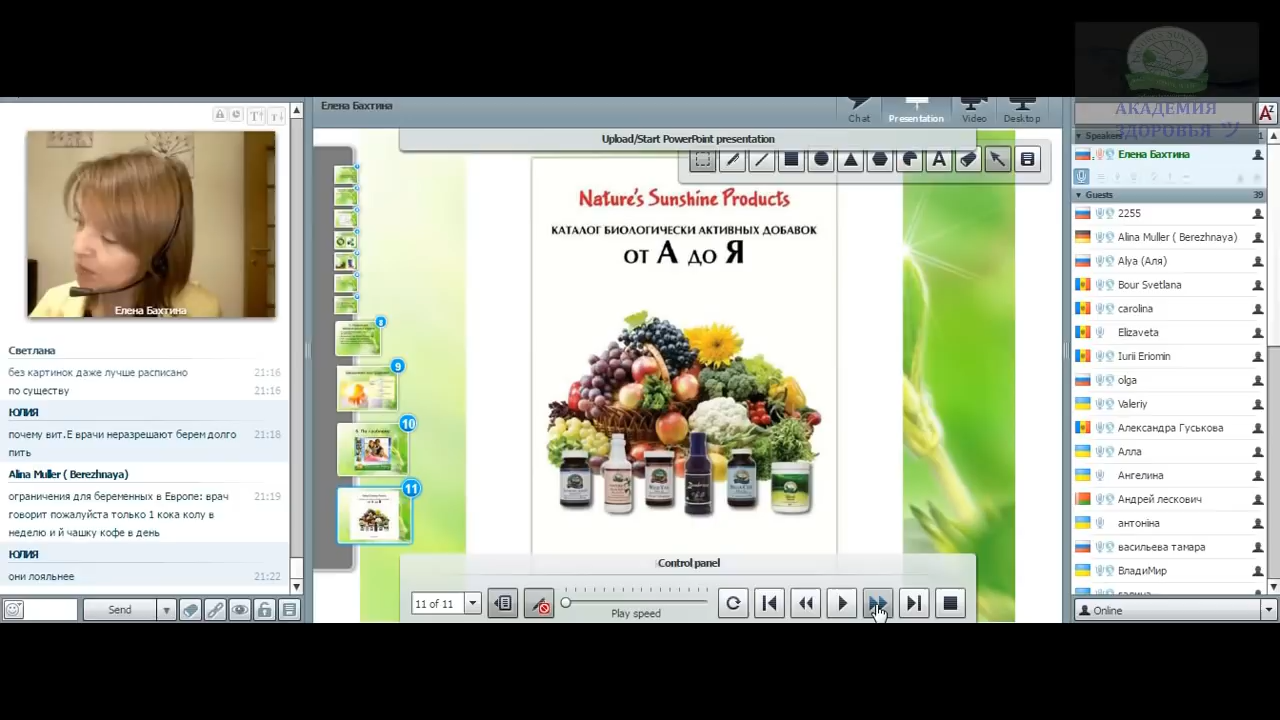 АКАДЕМИЯ
ЗДОРОВЬЯ
Елена Бахтина
Светлана
без картинок даже лучше расписано 21:16
по существу 21:16
ЮЛИЯ
почему вит.Е врачи неразрешают берем долго 21:18
пить
Alina Muller ( Berezhnaya)
ограничения для беременных в Европе: врач 21:19
говорит пожалуйста только 1 кока колу в
неделю и й чашку кофе в день
ЮЛИЯ
они лояльнее 21:22
Send
Елена Бахтина
Chat
Presentation
Video
Desktop
Upload/Start PowerPoint presentation
8
9
10
11
Nature's Sunshine Products
КАТАЛОГ БИОЛОГИЧЕСКИ АКТИВНЫХ ДОБАВОК
от А до Я
Control panel
11 of 11
Play speed
Speakers 1
Елена Бахтина
Guests 39
2255
Alina Muller ( Berezhnaya)
Alya (Аля)
Bour Svetlana
carolina
Elizaveta
Iurii Eriomin
olga
Valeriy
Александра Гуськова
Алла
Ангелина
Андрей лескович
антоніна
васильева тамара
ВладиМир
Online